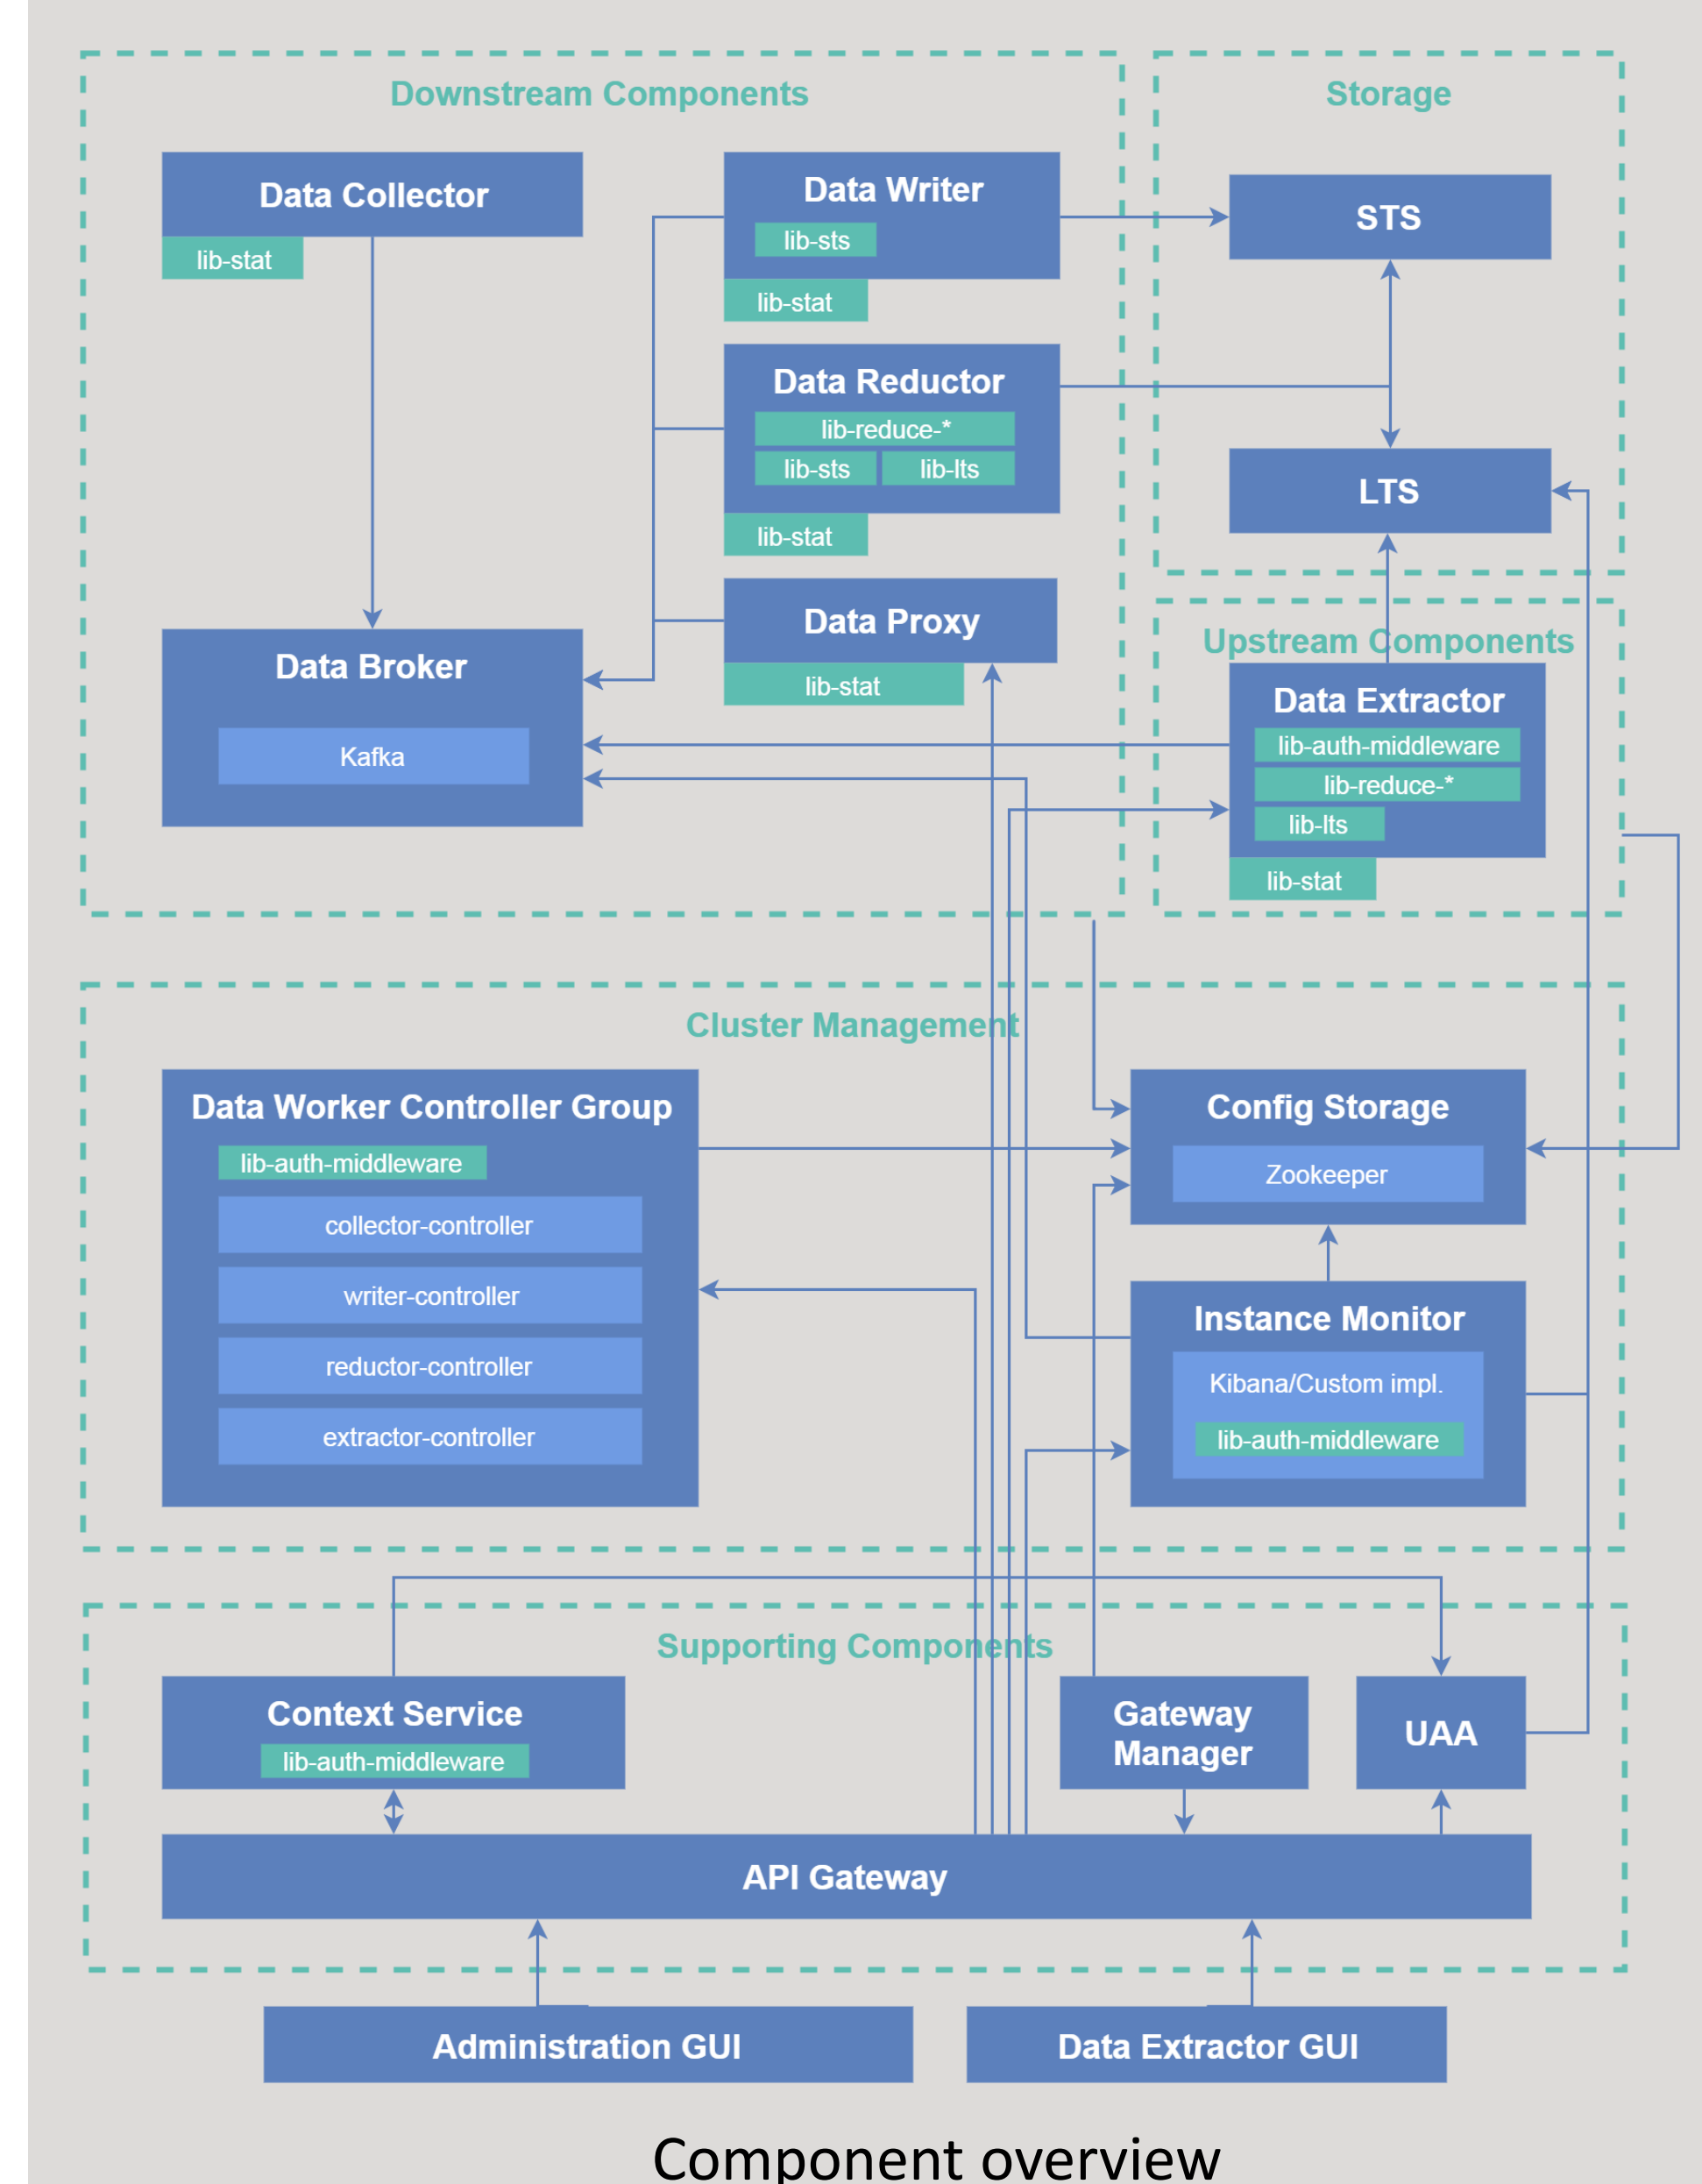 Downstream Components
Storage
Data Collector
lib-stat
Data Writer
lib-sts
lib-stat
STS
Data Reductor
lib-reduce-*
lib-sts lib-lts
lib-stat
LTS
Data Proxy
lib-stat
Data Broker
Kafka
Upstream Components
Data Extractor
lib-auth-middleware
lib-reduce-*
lib-lts
lib-stat
Cluster Management
Data Worker Controller Group
lib-auth-middleware
collector-controller
writer-controller
reductor-controller
extractor-controller
Config Storage
Zookeeper
Instance Monitor
Kibana/Custom impl.
lib-auth-middleware
Supporting Components
Context Service
lib-auth-middleware
Gateway
Manager
UAA
API Gateway
Administration GUI
Data Extractor GUI
Component overview